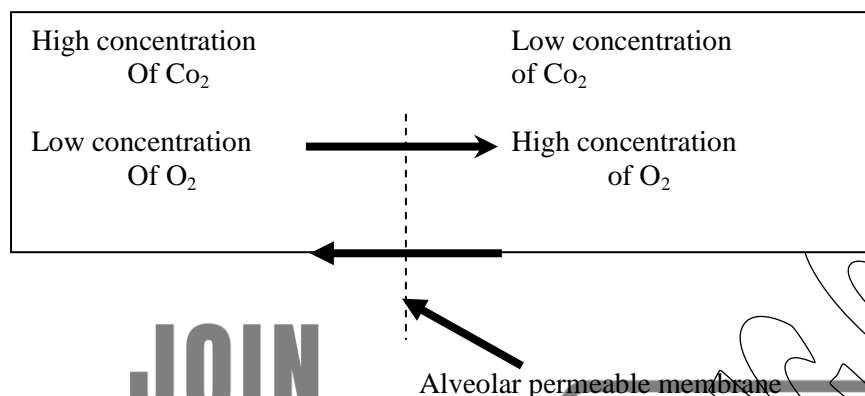 High concentration Low concentration
Of Co₂ of Co₂
Low concentration High concentration
Of O₂ of O₂
JOIN
Alveolar permeable membrane